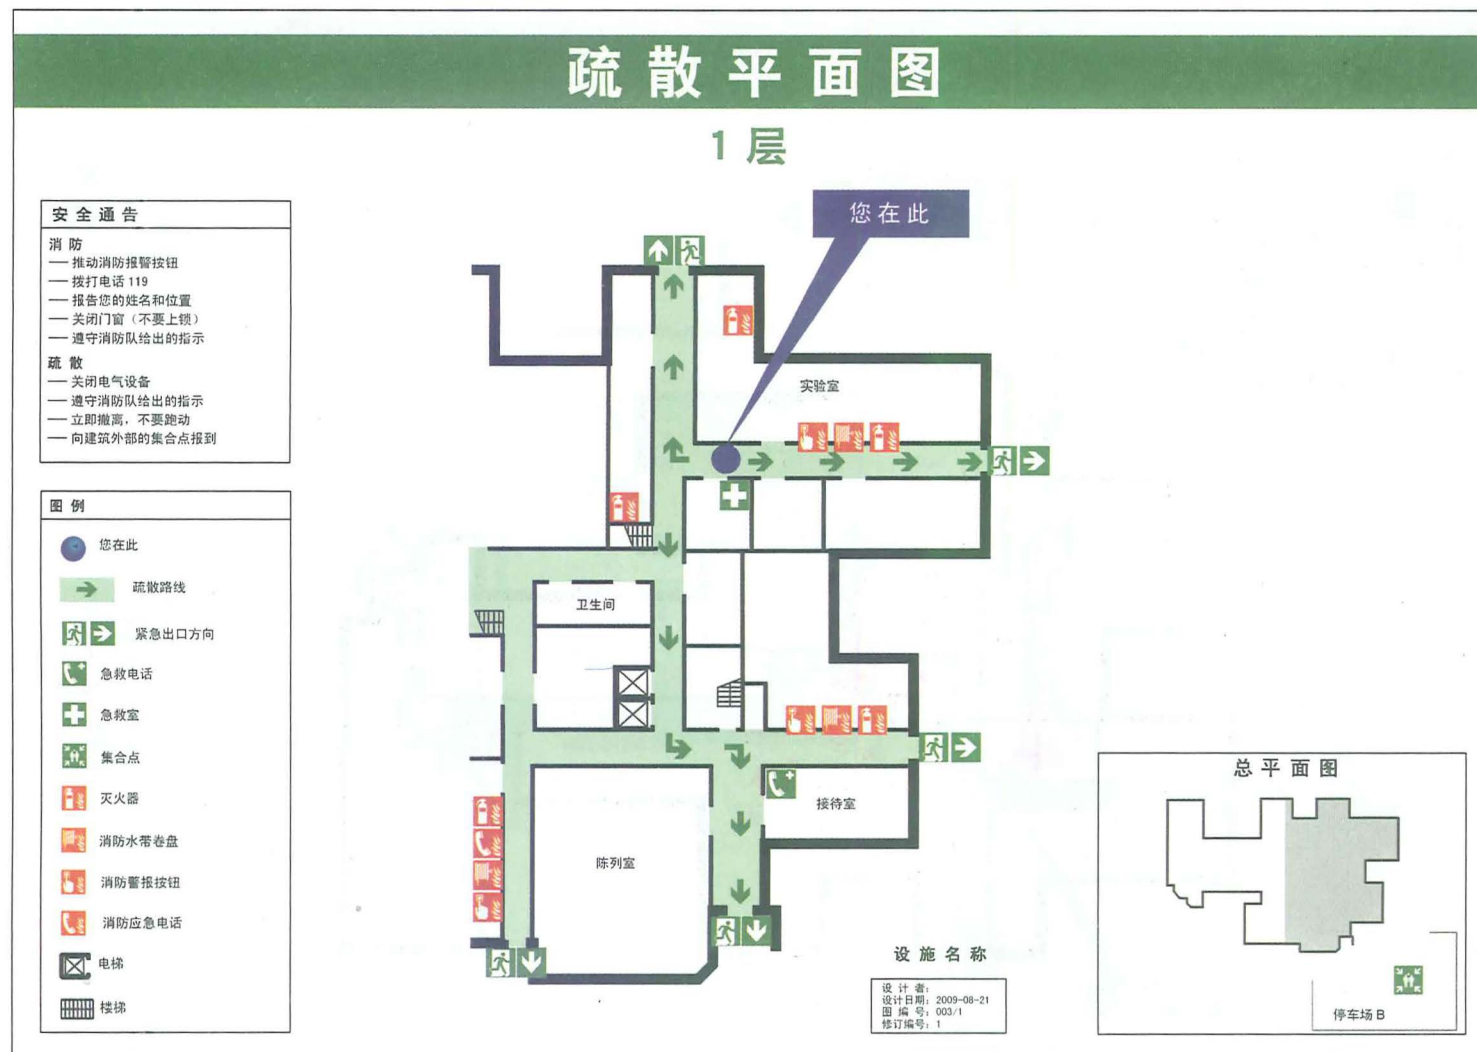 疏散平面图
1层
您在此
安全通告
消防
— 推动消防报警按钮
— 拨打电话 119
— 报告您的姓名和位置
— 关闭门窗（不要上锁）
— 遵守消防队给出的指示
疏散
— 关闭电气设备
— 遵守消防队给出的指示
— 立即撤离，不要跑动
— 向建筑外部的集合点报到
图例
您在此
疏散路线
紧急出口方向
急救电话
急救室
集合点
灭火器
消防水带卷盘
消防警报按钮
消防应急电话
电梯
楼梯
实验室
卫生间
接待室
陈列室
设施名称
设计者：
设计日期：2009-08-21
图编号：003/1
修订编号：1
总平面图
停车场 B